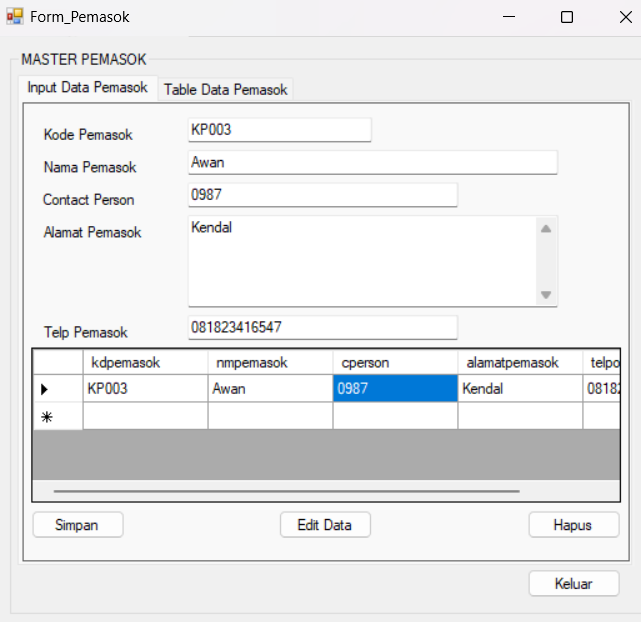 Form_Pemasok
MASTER PEMASOK
Input Data Pemasok Table Data Pemasok
Kode Pemasok KP003
Nama Pemasok Awan
Contact Person 0987
Alamat Pemasok Kendal
Telp Pemasok 081823416547
kdpemasok nmpemasok cperson alamatpemasok telpo
KP003 Awan 0987 Kendal 0818
Simpan Edit Data Hapus
Keluar